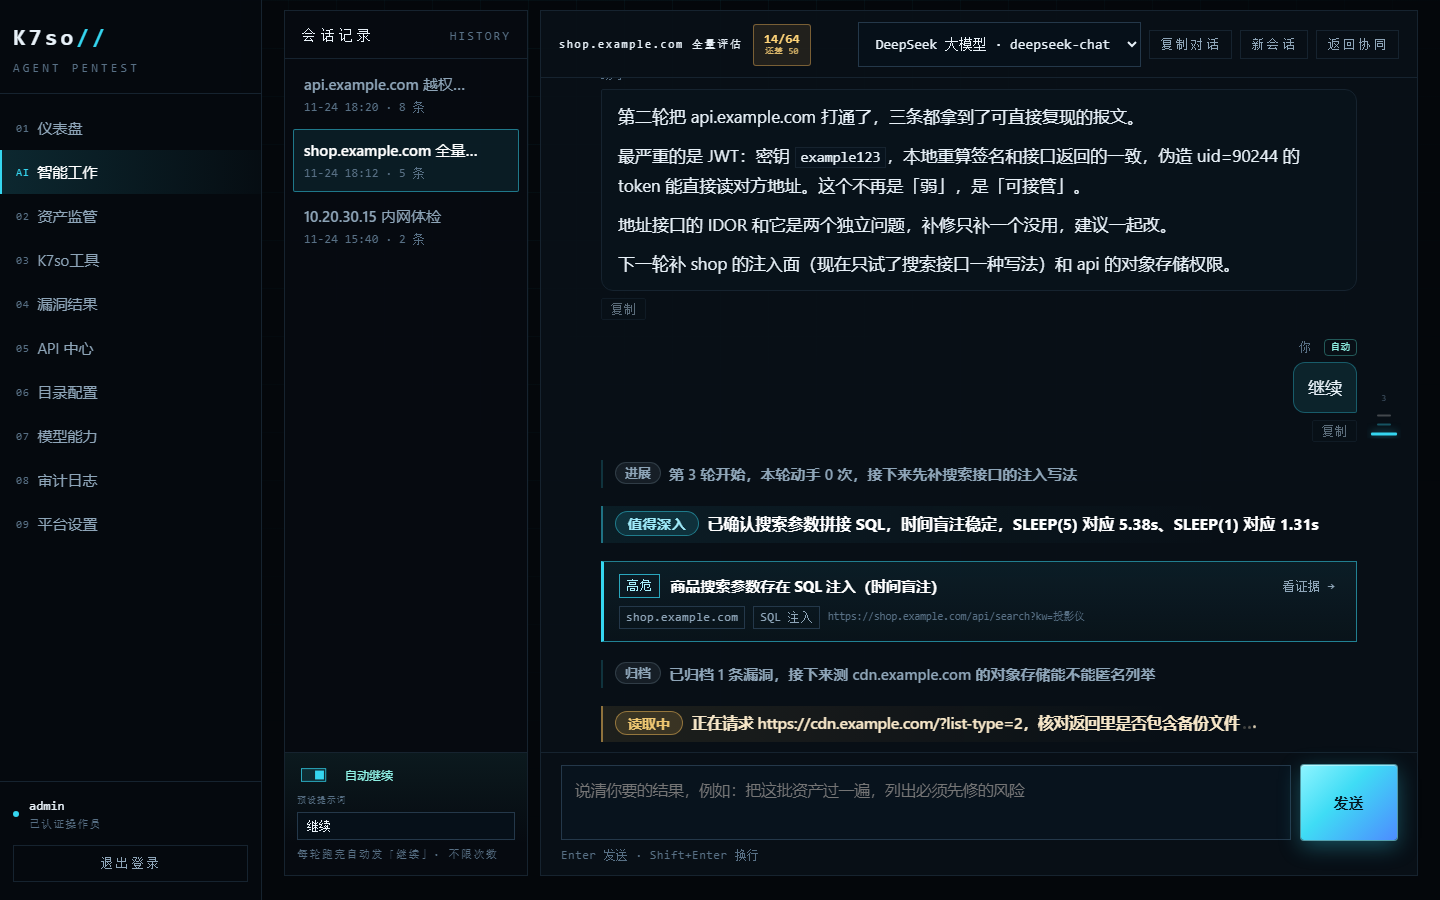 K7so//
AGENT PENTEST
01 仪表盘
AI 智能工作
02 资产监管
03 K7so工具
04 漏洞结果
05 API 中心
06 目录配置
07 模型能力
08 审计日志
09 平台设置
admin
已认证操作员
退出登录
会话记录 HISTORY
api.example.com 越权...
11-24 18:20 · 8 条
shop.example.com 全量...
11-24 18:12 · 5 条
10.20.30.15 内网体检
11-24 15:40 · 2 条
自动继续
预设提示词
继续
每轮跑完自动发「继续」· 不限次数
shop.example.com 全量评估
14/64
还差 50
DeepSeek 大模型 · deepseek-chat
复制对话
新会话
返回协同
第二轮把 api.example.com 打通了，三条都拿到了可直接复现的报文。
最严重的是 JWT：密钥 example123 ，本地重算签名和接口返回的一致，伪造 uid=90244 的
token 能直接读对方地址。这个不再是「弱」，是「可接管」。
地址接口的 IDOR 和它是两个独立问题，补修只补一个没用，建议一起改。
下一轮补 shop 的注入面（现在只试了搜索接口一种写法）和 api 的对象存储权限。
复制
你 自动
继续
复制
3
进展 第 3 轮开始，本轮动手 0 次，接下来先补搜索接口的注入写法
值得深入 已确认搜索参数拼接 SQL，时间盲注稳定，SLEEP(5) 对应 5.38s、SLEEP(1) 对应 1.31s
高危 商品搜索参数存在 SQL 注入（时间盲注） 看证据 →
shop.example.com SQL 注入 https://shop.example.com/api/search?kw=投影仪
归档 已归档 1 条漏洞，接下来测 cdn.example.com 的对象存储能不能匿名列举
读取中 正在请求 https://cdn.example.com/?list-type=2，核对返回里是否包含备份文件...
说清你要的结果，例如：把这批资产过一遍，列出必须先修的风险
发送
Enter 发送 · Shift+Enter 换行